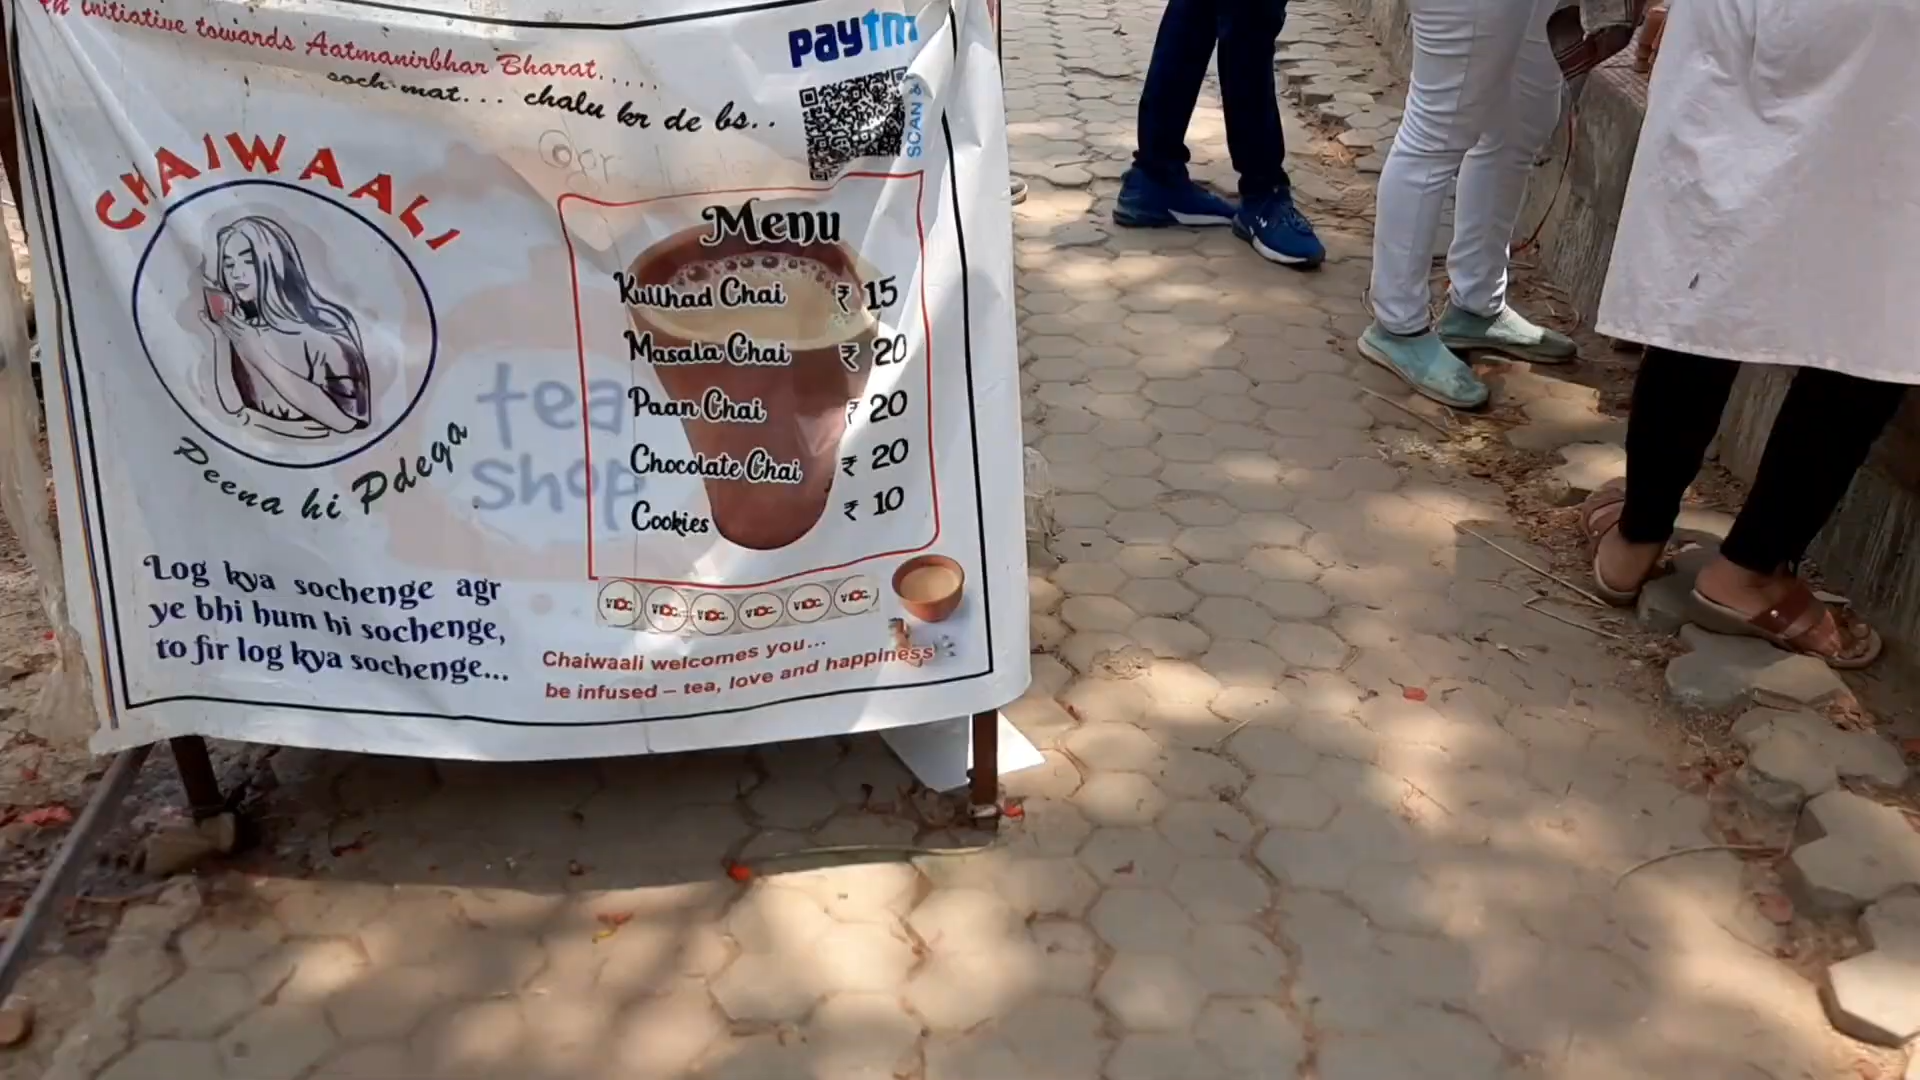 Initiative towards Aatmanirbhar Bharat.....
soch mat... chalu kr de bs..
paytm
SCAN &
CHAIWAALI
Peena hi Pdega
tea
shop
Menu
Kullhad Chai ₹ 15
Masala Chai ₹ 20
Paan Chai ₹ 20
Chocolate Chai ₹ 20
Cookies ₹ 10
Log kya sochenge agr
ye bhi hum hi sochenge,
to fir log kya sochenge...
Chaiwaali welcomes you...
be infused – tea, love and happiness